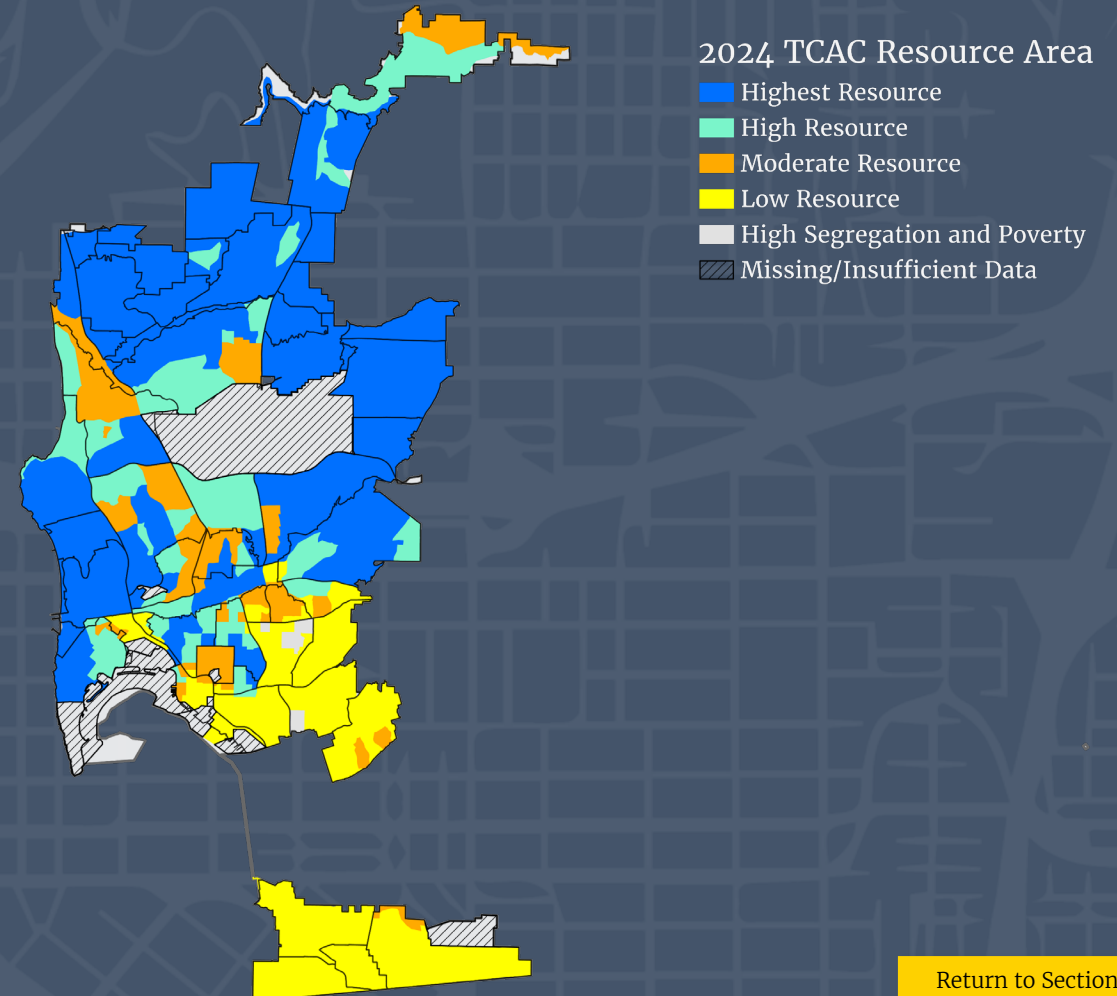 2024 TCAC Resource Area
Highest Resource
High Resource
Moderate Resource
Low Resource
High Segregation and Poverty
Missing/Insufficient Data
Return to Section